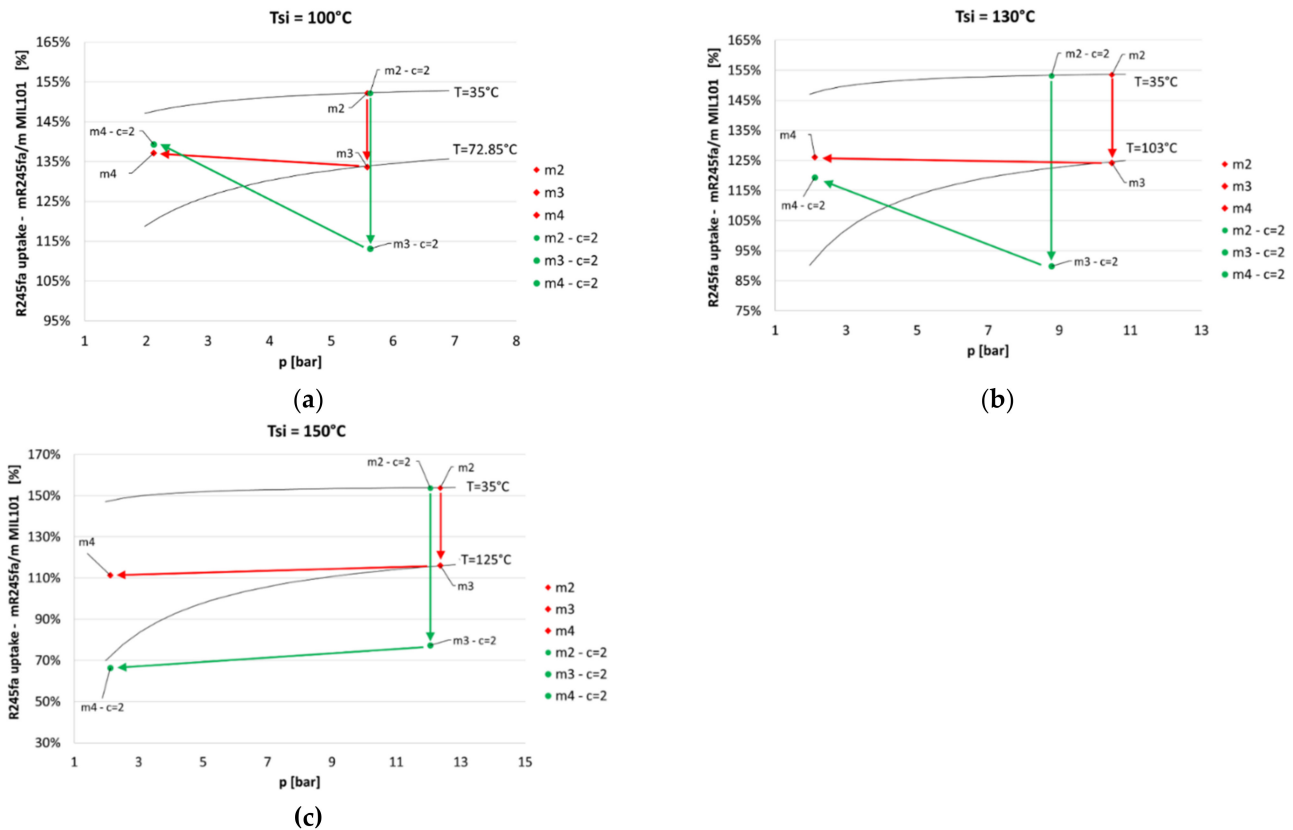 Tsi = 100°C
R245fa uptake - mR245fa/m MIL101 [%]
165%
155%
145%
135%
125%
115%
105%
95%
m2 - c=2
m2
T=35°C
m4 - c=2
m4
m3
T=72.85°C
m3 - c=2
1 2 3 4 5 6 7 8
p [bar]
m2
m3
m4
m2 - c=2
m3 - c=2
m4 - c=2
(a)
Tsi = 130°C
R245fa uptake - mR245fa/m MIL101 [%]
165%
155%
145%
135%
125%
115%
105%
95%
85%
75%
m2 - c=2
m2
T=35°C
m4
T=103°C
m3
m4 - c=2
m3 - c=2
1 3 5 7 9 11 13
p [bar]
m2
m3
m4
m2 - c=2
m3 - c=2
m4 - c=2
(b)
Tsi = 150°C
R245fa uptake - mR245fa/m MIL101 [%]
170%
150%
130%
110%
90%
70%
50%
30%
m2 - c=2
m2
T=35°C
m4
T=125°C
m3
m3 - c=2
m4 - c=2
1 3 5 7 9 11 13 15
p [bar]
m2
m3
m4
m2 - c=2
m3 - c=2
m4 - c=2
(c)